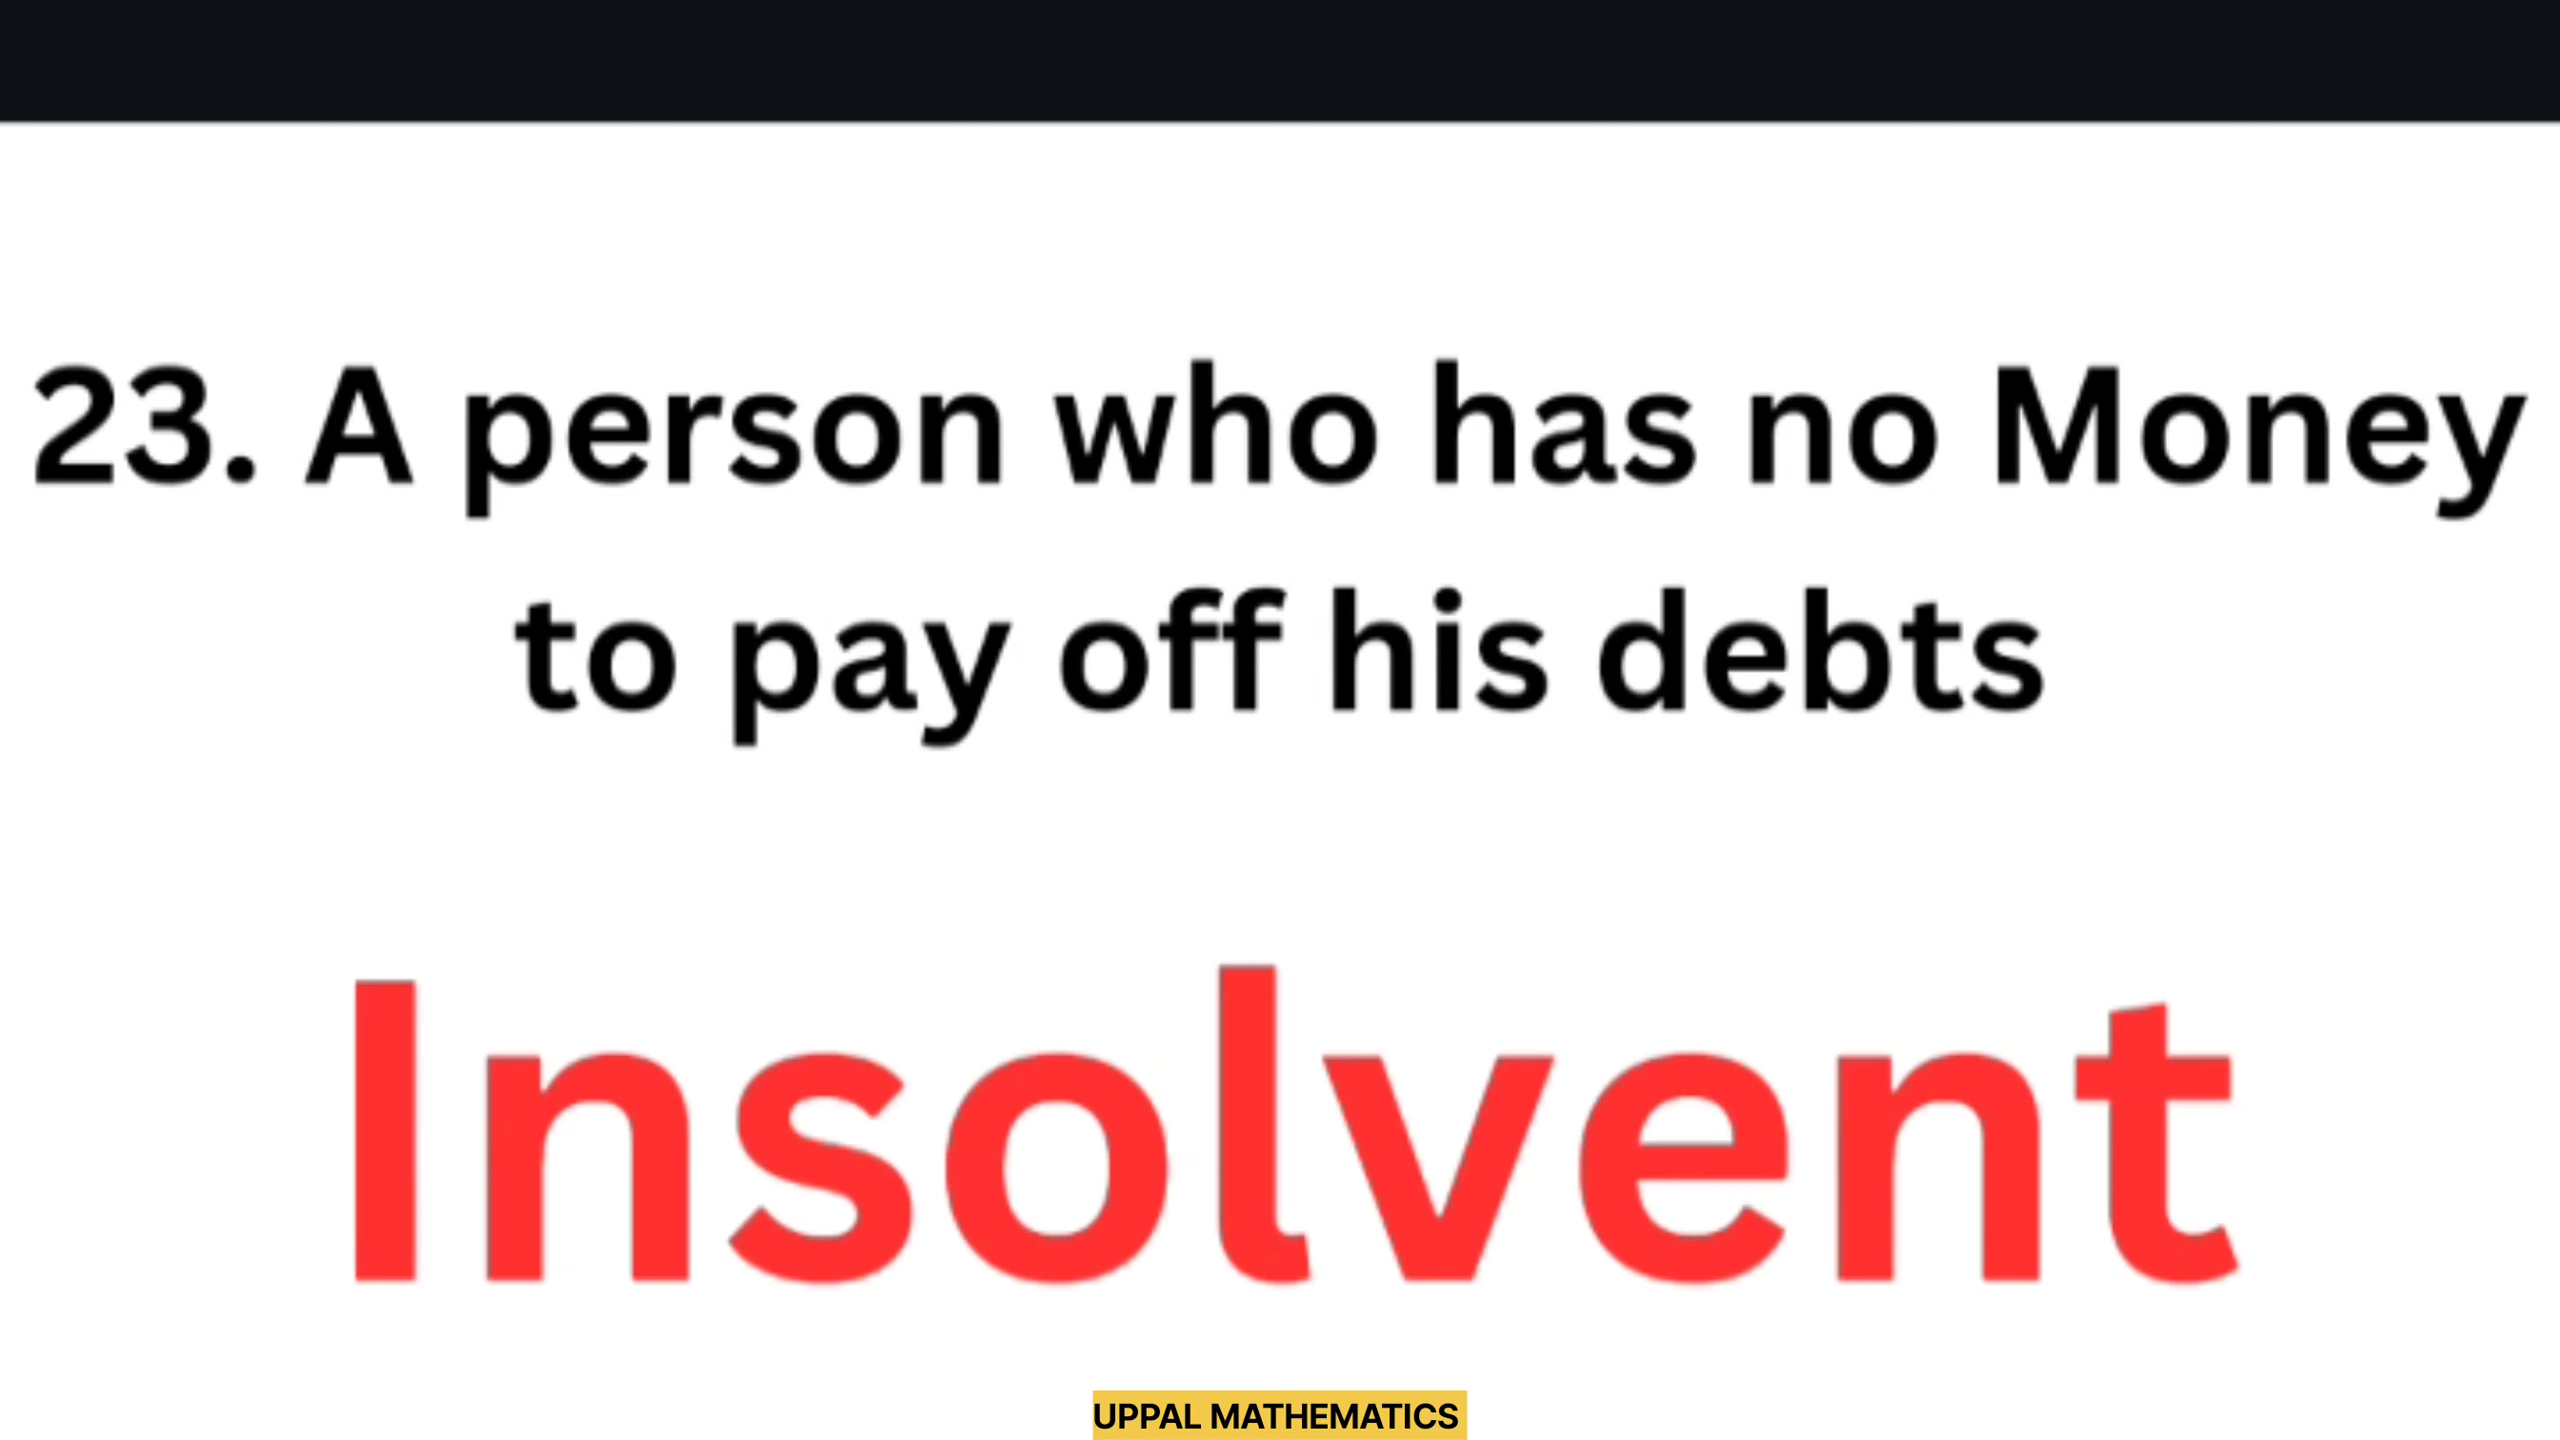 23. A person who has no Money
to pay off his debts
Insolvent
UPPAL MATHEMATICS